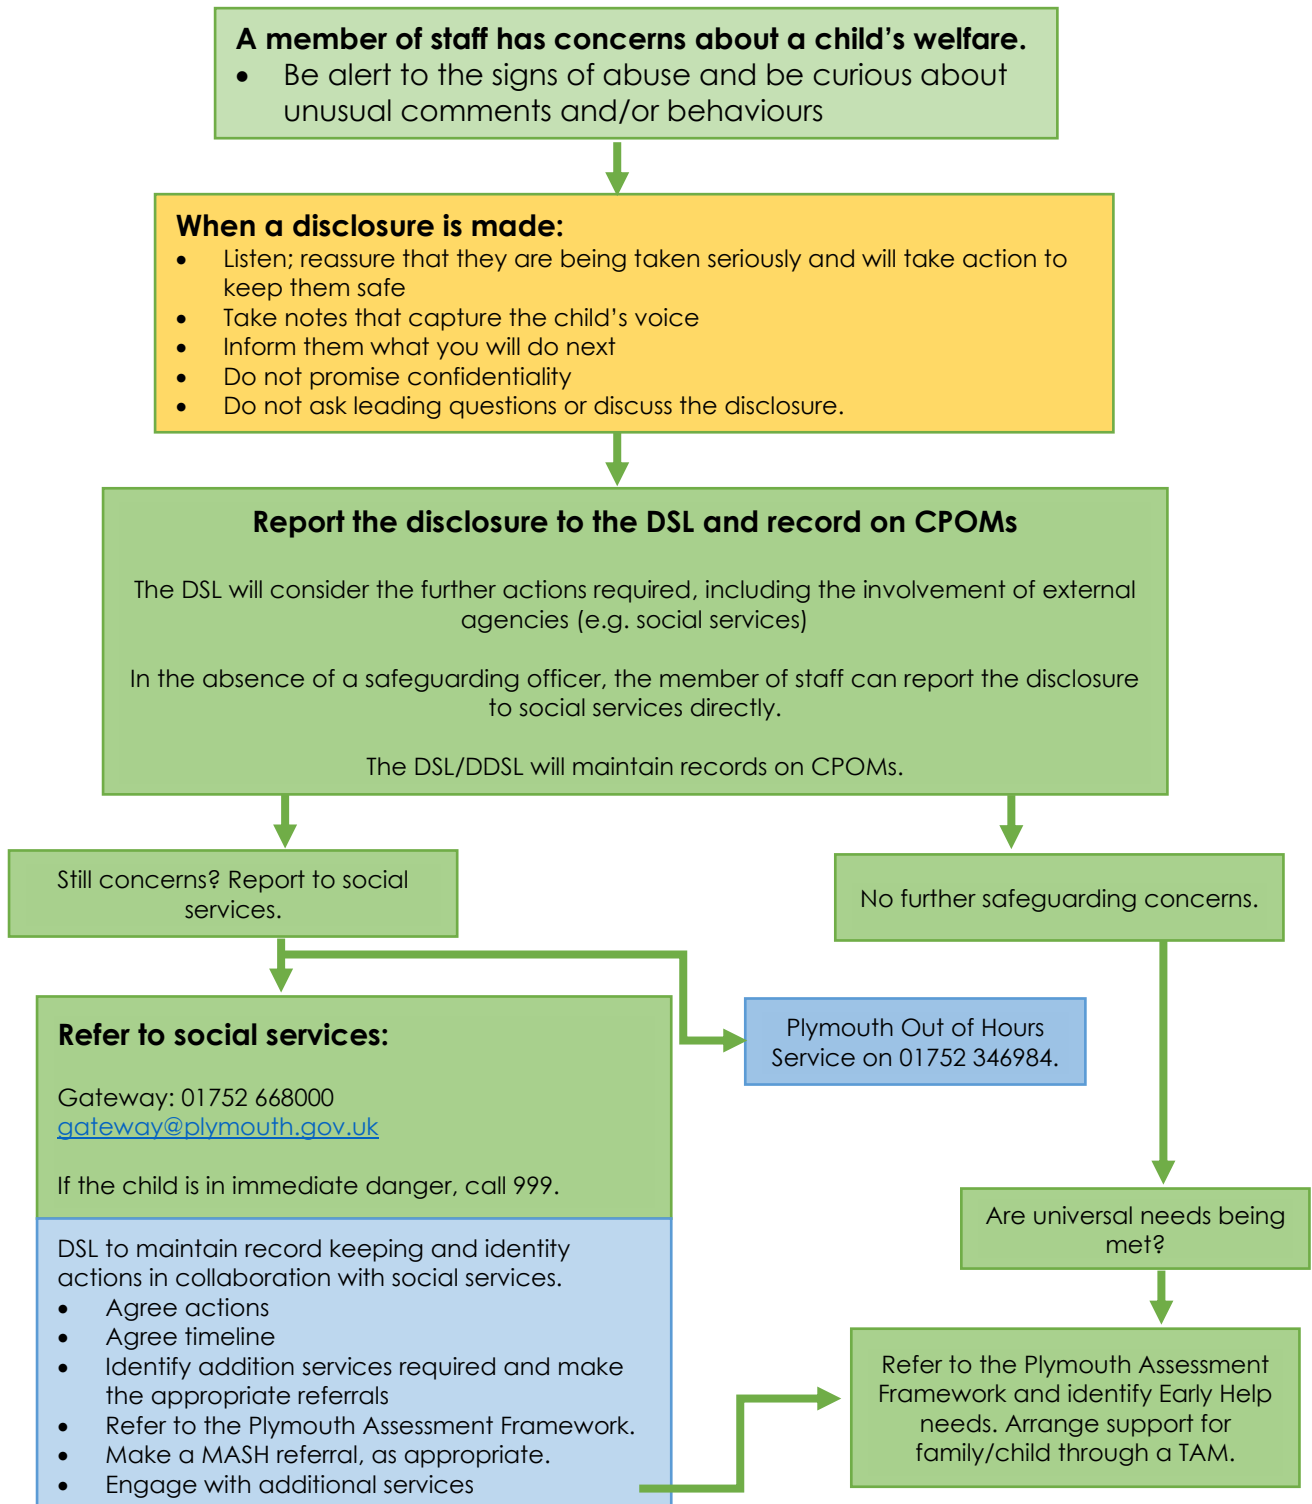 A member of staff has concerns about a child's welfare.
• Be alert to the signs of abuse and be curious about
unusual comments and/or behaviours
When a disclosure is made:
• Listen; reassure that they are being taken seriously and will take action to
keep them safe
• Take notes that capture the child's voice
• Inform them what you will do next
• Do not promise confidentiality
• Do not ask leading questions or discuss the disclosure.
Report the disclosure to the DSL and record on CPOMs
The DSL will consider the further actions required, including the involvement of external
agencies (e.g. social services)
In the absence of a safeguarding officer, the member of staff can report the disclosure
to social services directly.
The DSL/DDSL will maintain records on CPOMs.
Still concerns? Report to social
services.
No further safeguarding concerns.
Refer to social services:
Gateway: 01752 668000
gateway@plymouth.gov.uk
If the child is in immediate danger, call 999.
Plymouth Out of Hours
Service on 01752 346984.
DSL to maintain record keeping and identity
actions in collaboration with social services.
• Agree actions
• Agree timeline
• Identify addition services required and make
the appropriate referrals
• Refer to the Plymouth Assessment Framework.
• Make a MASH referral, as appropriate.
• Engage with additional services
Are universal needs being
met?
Refer to the Plymouth Assessment
Framework and identify Early Help
needs. Arrange support for
family/child through a TAM.